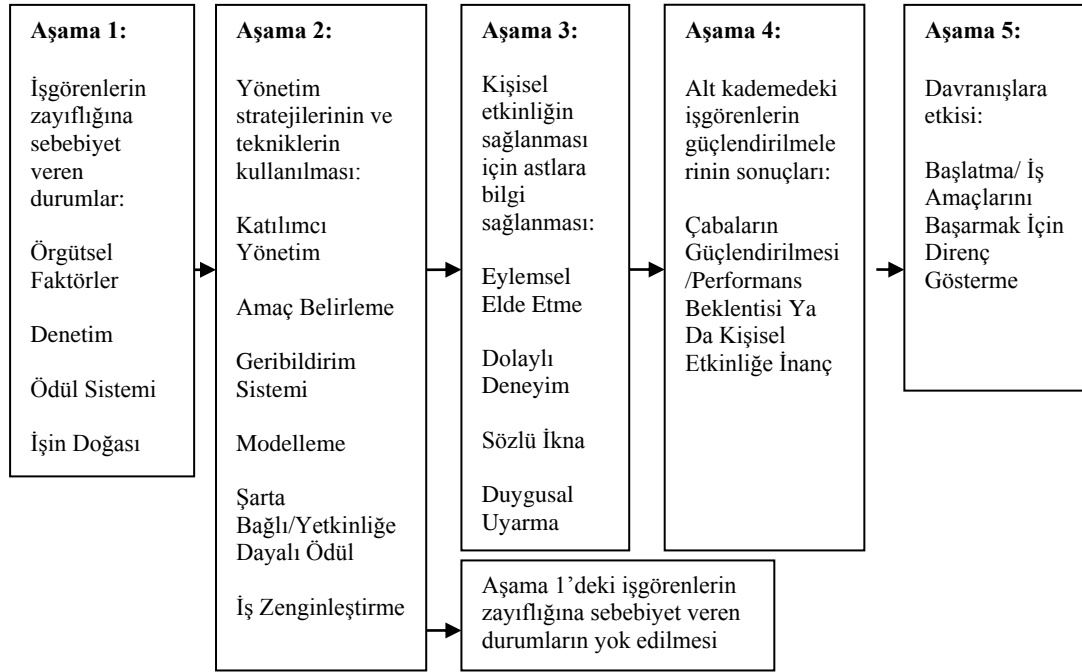 Aşama 1:
İşgörenlerin
zayıflığına
sebebiyet
veren
durumlar:
Örgütsel
Faktörler
Denetim
Ödül Sistemi
İşin Doğası
Aşama 2:
Yönetim
stratejilerinin ve
tekniklerin
kullanılması:
Katılımcı
Yönetim
Amaç Belirleme
Geribildirim
Sistemi
Modelleme
Şarta
Bağlı/Yetkinliğe
Dayalı Ödül
İş Zenginleştirme
Aşama 3:
Kişisel
etkinliğin
sağlanması
için astlara
bilgi
sağlanması:
Eylemsel
Elde Etme
Dolaylı
Deneyim
Sözlü İkna
Duygusal
Uyarma
Aşama 4:
Alt kademedeki
işgörenlerin
güçlendirilmele
rinin sonuçları:
Çabaların
Güçlendirilmesi
/Performans
Beklentisi Ya
Da Kişisel
Etkinliğe İnanç
Aşama 5:
Davranışlara
etkisi:
Başlatma/ İş
Amaçlarını
Başarmak İçin
Direnç
Gösterme
Aşama 1’deki işgörenlerin
zayıflığına sebebiyet veren
durumların yok edilmesi